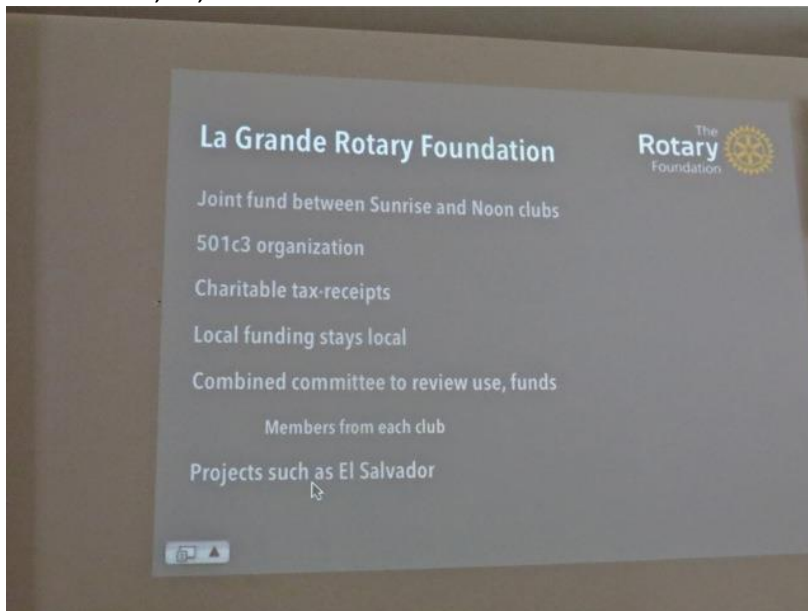 La Grande Rotary Foundation
The
Rotary
Foundation
Joint fund between Sunrise and Noon clubs
501c3 organization
Charitable tax-receipts
Local funding stays local
Combined committee to review use, funds
Members from each club
Projects such as El Salvador